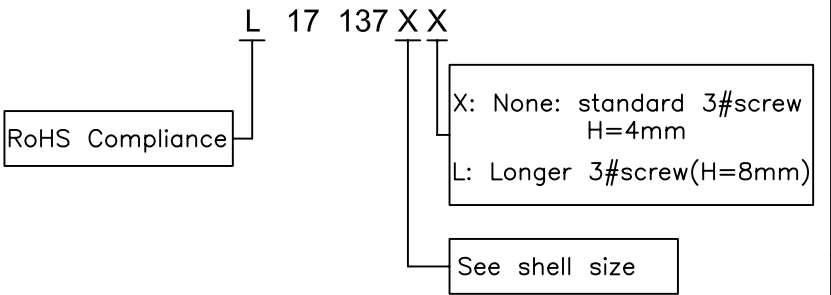 L 17 137 X X
X: None: standard 3#screw
H=4mm
RoHS Compliance
L: Longer 3#screw(H=8mm)
See shell size